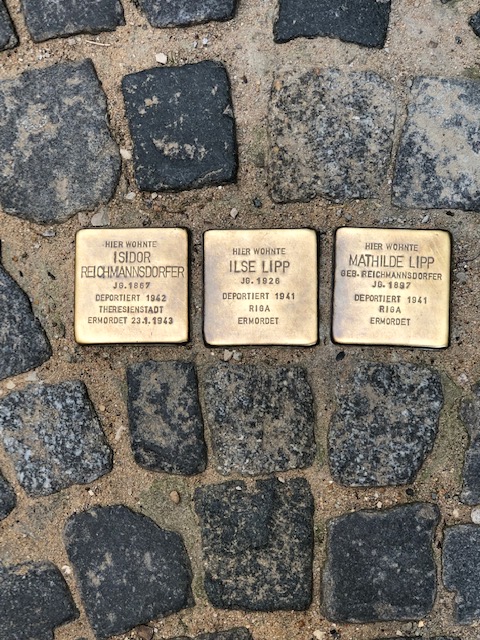 HIER WOHNTE
ISIDOR
REICHMANNSDORFER
JG. 1867
DEPORTIERT 1942
THERESIENSTADT
ERMORDET 23.1.1943
HIER WOHNTE
ILSE LIPP
JG. 1926
DEPORTIERT 1941
RIGA
ERMORDET
HIER WOHNTE
MATHILDE LIPP
GEB. REICHMANNSDORFER
JG. 1897
DEPORTIERT 1941
RIGA
ERMORDET